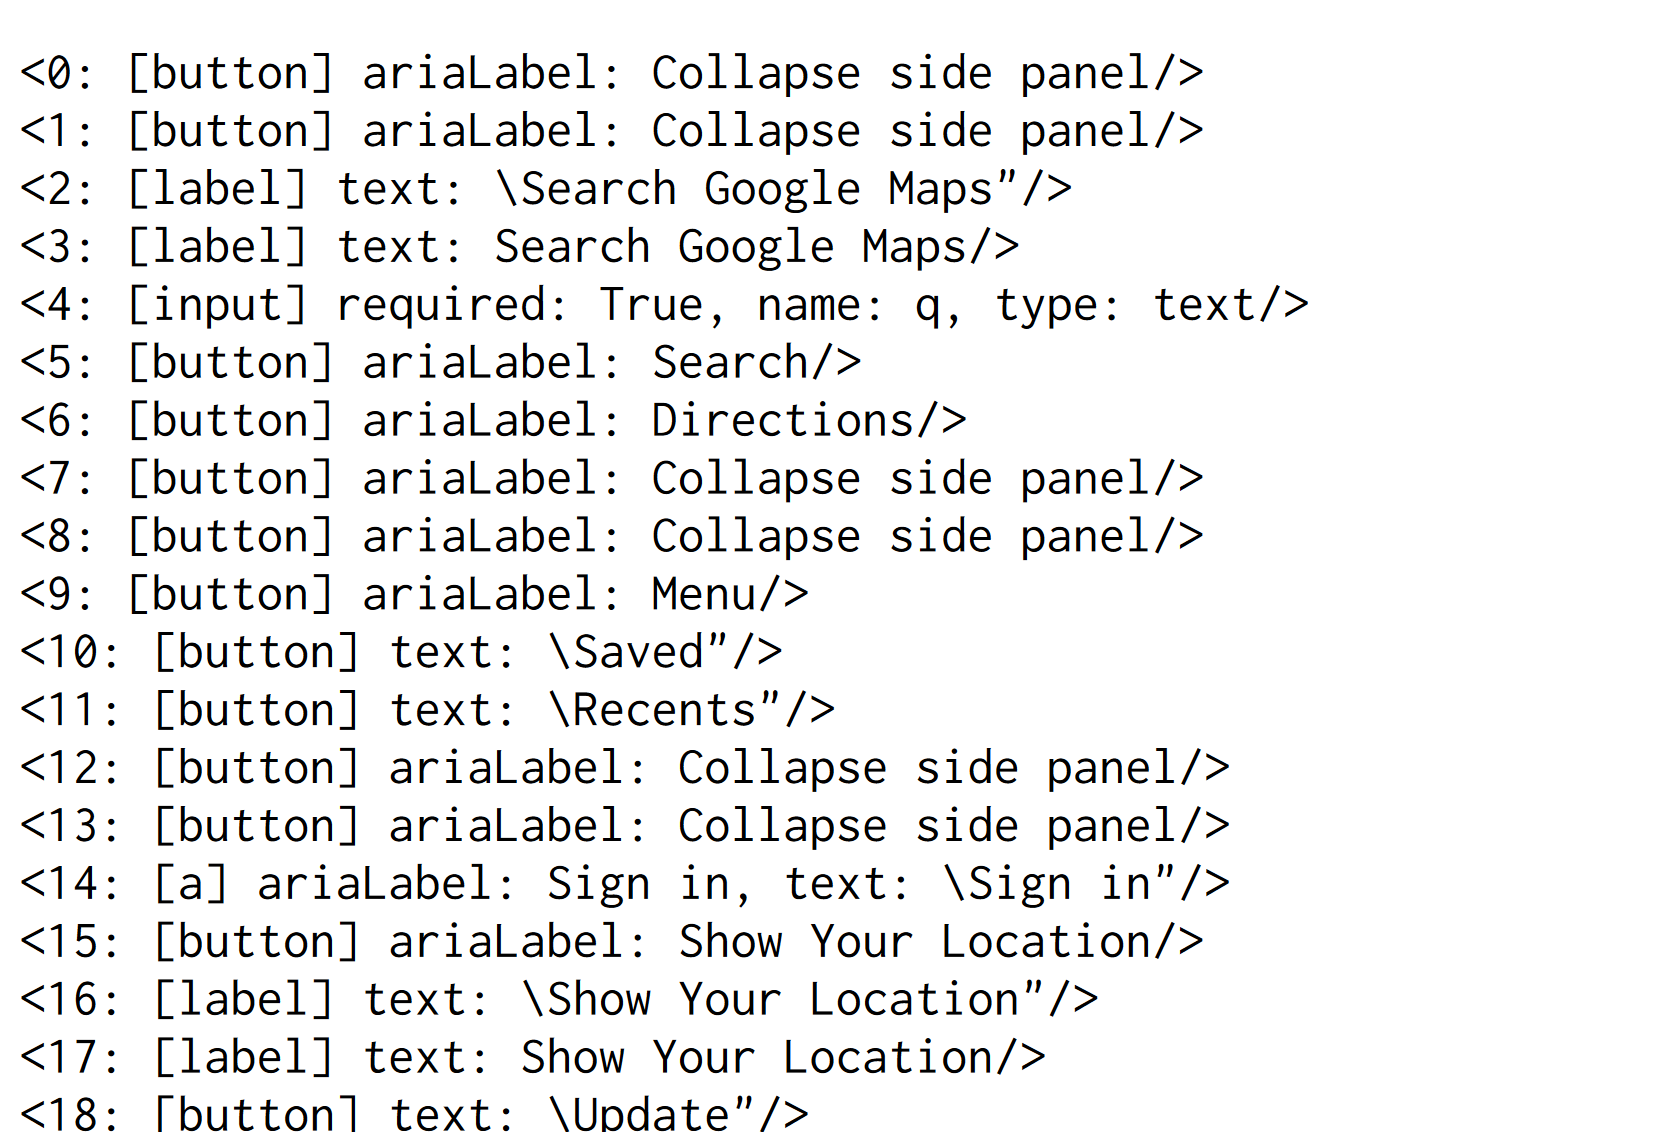 <0: [button] ariaLabel: Collapse side panel/>
<1: [button] ariaLabel: Collapse side panel/>
<2: [label] text: \Search Google Maps"/>
<3: [label] text: Search Google Maps/>
<4: [input] required: True, name: q, type: text/>
<5: [button] ariaLabel: Search/>
<6: [button] ariaLabel: Directions/>
<7: [button] ariaLabel: Collapse side panel/>
<8: [button] ariaLabel: Collapse side panel/>
<9: [button] ariaLabel: Menu/>
<10: [button] text: \Saved"/>
<11: [button] text: \Recents"/>
<12: [button] ariaLabel: Collapse side panel/>
<13: [button] ariaLabel: Collapse side panel/>
<14: [a] ariaLabel: Sign in, text: \Sign in"/>
<15: [button] ariaLabel: Show Your Location/>
<16: [label] text: \Show Your Location"/>
<17: [label] text: Show Your Location/>
<18: [button] text: \Update"/>